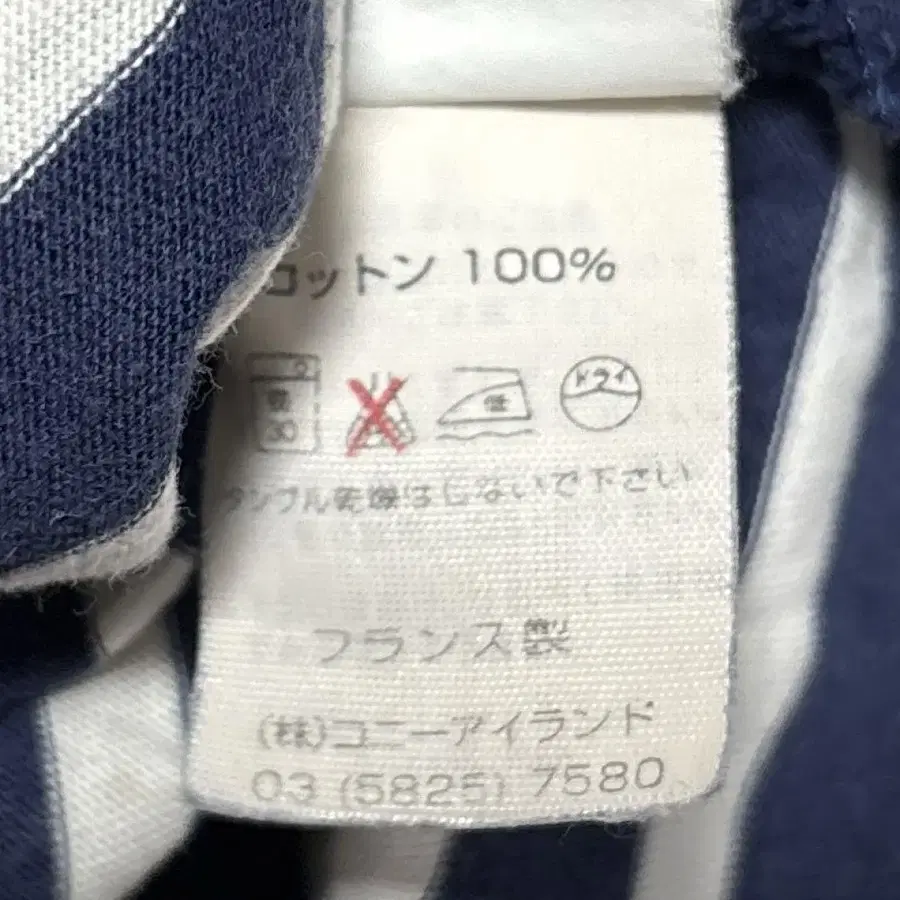 コットン 100%
低
ドライ
タンブル乾燥はしないで下さい
フランス製
(株)コニーアイランド
03 (5825) 7580